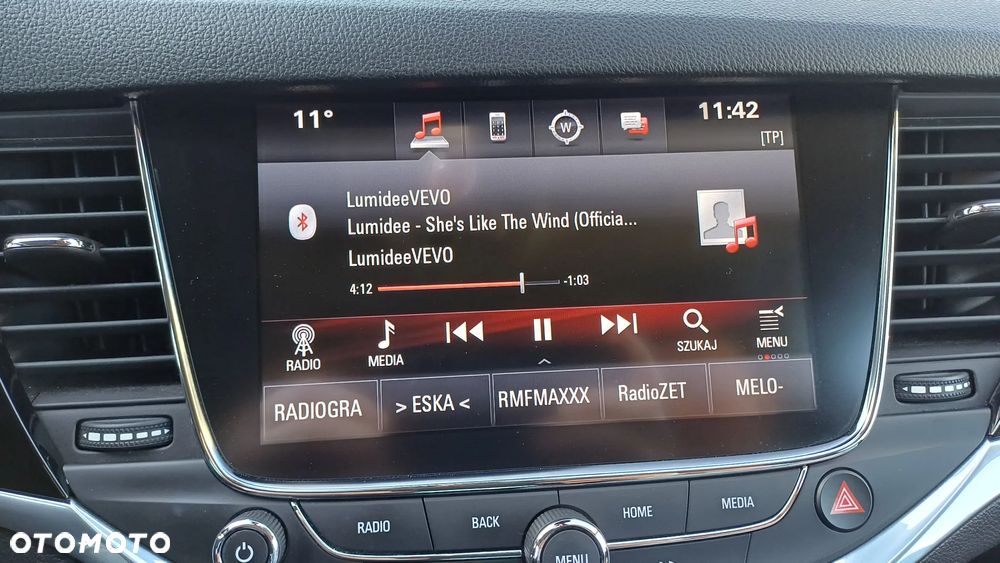 11°
11:42
[TP]
W
LumideeVEVO
Lumidee - She's Like The Wind (Officia...
LumideeVEVO
4:12
-1:03
RADIO
MEDIA
SZUKAJ
MENU
RADIOGRA
> ESKA <
RMFMAXXX
RadioZET
MELO-
RADIO
BACK
HOME
MEDIA
MENU
OTOMOTO